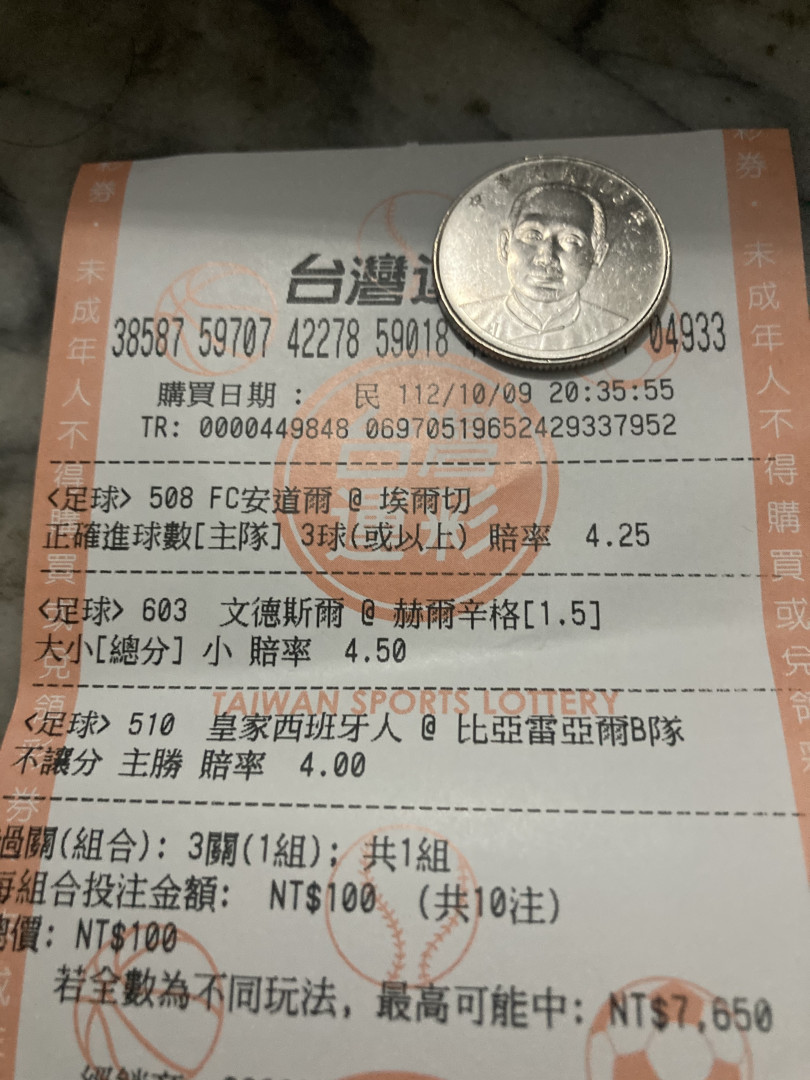 台灣運
38587 59707 42278 59018 04933
購買日期： 民 112/10/09 20:35:55
TR: 0000449848 06970519652429337952
<足球> 508 FC安道爾 @ 埃爾切
正確進球數[主隊] 3球(或以上) 賠率 4.25
<足球> 603 文德斯爾 @ 赫爾辛格[1.5]
大小[總分] 小 賠率 4.50
TAIWAN SPORTS LOTTERY
<足球> 510 皇家西班牙人 @ 比亞雷亞爾B隊
不讓分 主勝 賠率 4.00
過關(組合): 3關(1組); 共1組
每組合投注金額: NT$100 (共10注)
總價: NT$100
若全數為不同玩法, 最高可能中: NT$7,650
券．未成年人不得購買或兌領彩券
彩券．未成年人不得購買或兌領